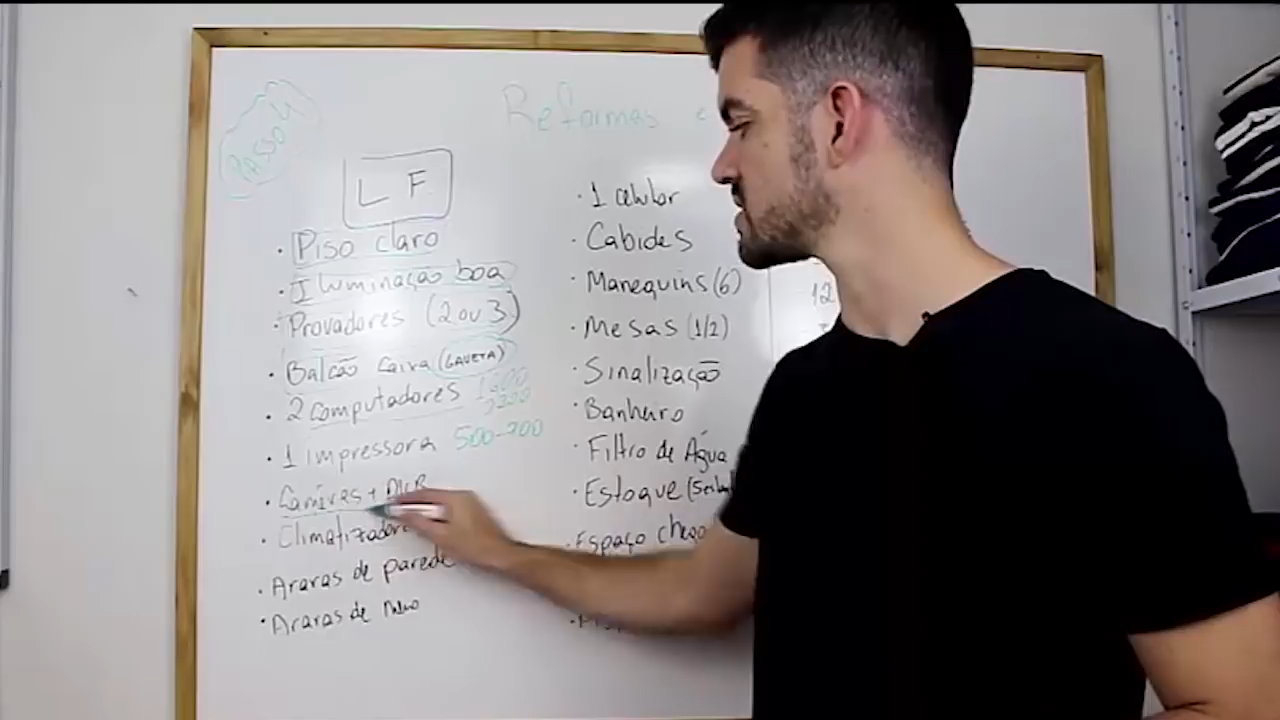 PASSO 4
Reformas e
L F
· Piso claro
· Iluminação boa
· Provadores (2 ou 3)
· Balcão Caixa (GAVETA)
· 2 computadores
· 1 impressora 500-700
· Climatizador
· Araras de parede
· Araras de
· 1 celular
· Cabides
· Manequins (6)
· Mesas (1/2)
· Sinalização
· Banheiro
· Filtro de Água
· Estoque
· Espaço
12